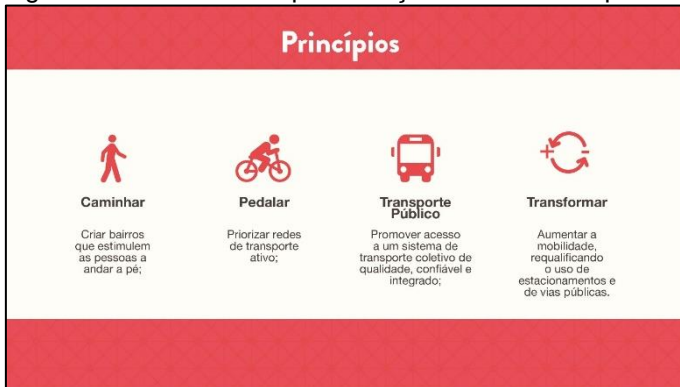 Princípios
Caminhar
Criar bairros
que estimulem
as pessoas a
andar a pé;
Pedalar
Priorizar redes
de transporte
ativo;
Transporte
Público
Promover acesso
a um sistema de
transporte coletivo de
qualidade, confiável e
integrado;
Transformar
Aumentar a
mobilidade,
requalificando
o uso de
estacionamentos e
de vias públicas.